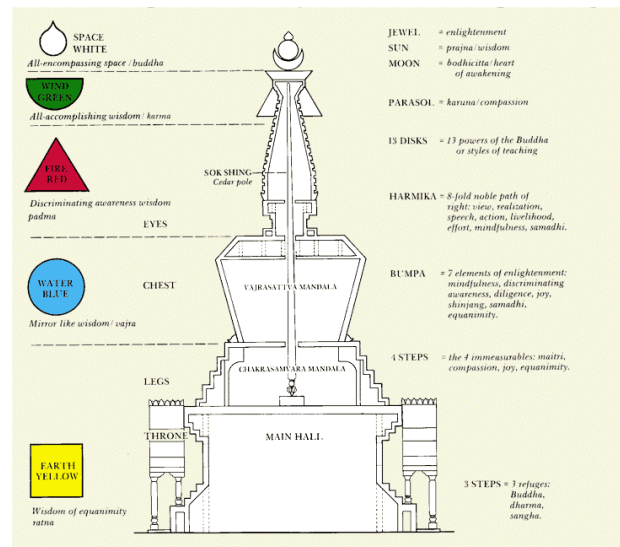 SPACE
WHITE
All-encompassing space / buddha
WIND
GREEN
All-accomplishing wisdom / karma
FIRE
RED
Discriminating awareness wisdom
padma
EYES
WATER
BLUE
CHEST
Mirror like wisdom / vajra
LEGS
THRONE
EARTH
YELLOW
Wisdom of equanimity
ratna
SOK SHING
Cedar pole
VAJRASATTVA MANDALA
CHAKRASAMVARA MANDALA
MAIN HALL
JEWEL = enlightenment
SUN = prajna/wisdom
MOON = bodhicitta/heart
of awakening
PARASOL = karuna/compassion
13 DISKS = 13 powers of the Buddha
or styles of teaching
HARMIKA = 8-fold noble path of
right: view, realization,
speech, action, livelihood,
effort, mindfulness, samadhi.
BUMPA = 7 elements of enlightenment:
mindfulness, discriminating
awareness, diligence, joy,
shinjang, samadhi,
equanimity.
4 STEPS = the 4 immeasurables: maitri,
compassion, joy, equanimity.
3 STEPS = 3 refuges:
Buddha,
dharma,
sangha.